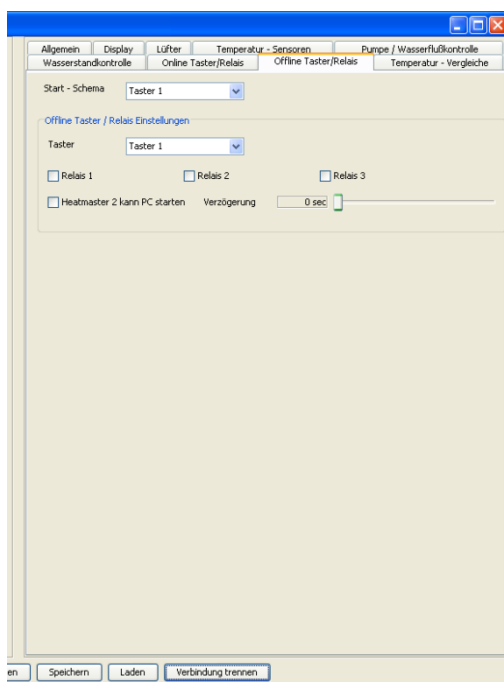 Allgemein Display Lüfter Temperatur - Sensoren Pumpe / Wasserflußkontrolle
Wasserstandkontrolle Online Taster/Relais Offline Taster/Relais Temperatur - Vergleiche
Start - Schema Taster 1
Offline Taster / Relais Einstellungen
Taster Taster 1
Relais 1 Relais 2 Relais 3
Heatmaster 2 kann PC starten Verzögerung 0 sec
en Speichern Laden Verbindung trennen